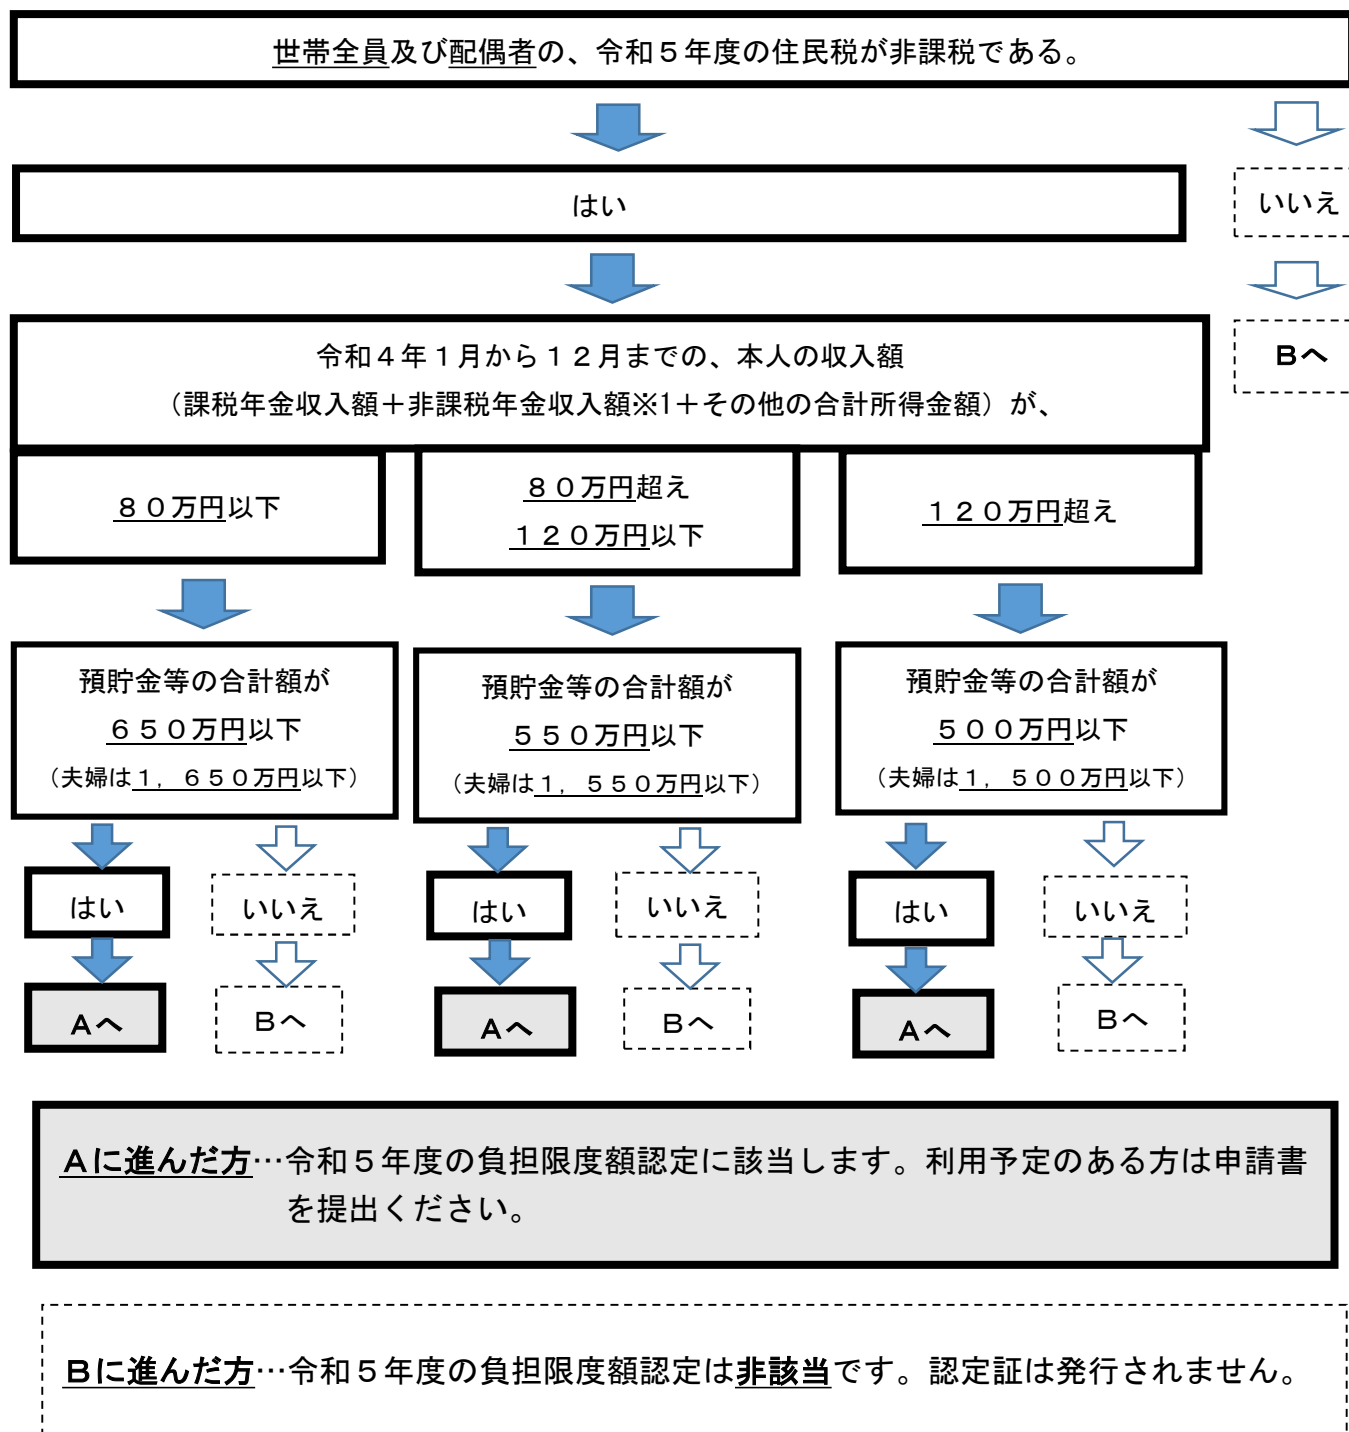 世帯全員及び配偶者の、令和５年度の住民税が非課税である。
はい
いいえ
Ｂへ
令和４年１月から１２月までの、本人の収入額
（課税年金収入額＋非課税年金収入額※1＋その他の合計所得金額）が、
８０万円以下
８０万円超え
１２０万円以下
１２０万円超え
預貯金等の合計額が
６５０万円以下
（夫婦は１，６５０万円以下）
預貯金等の合計額が
５５０万円以下
（夫婦は１，５５０万円以下）
預貯金等の合計額が
５００万円以下
（夫婦は１，５００万円以下）
はい
いいえ
はい
いいえ
はい
いいえ
Ａへ
Ｂへ
Ａへ
Ｂへ
Ａへ
Ｂへ
Ａに進んだ方…令和５年度の負担限度額認定に該当します。利用予定のある方は申請書
を提出ください。
Ｂに進んだ方…令和５年度の負担限度額認定は非該当です。認定証は発行されません。